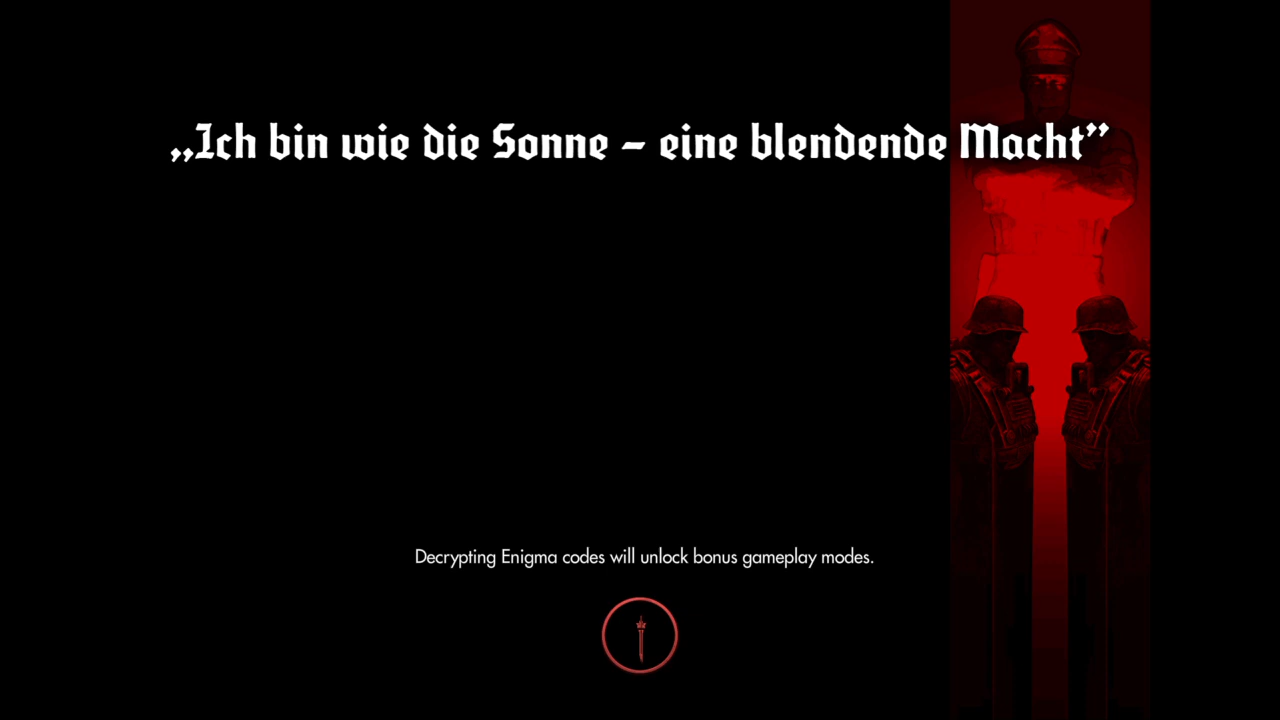 „Ich bin wie die Sonne – eine blendende Macht”
Decrypting Enigma codes will unlock bonus gameplay modes.